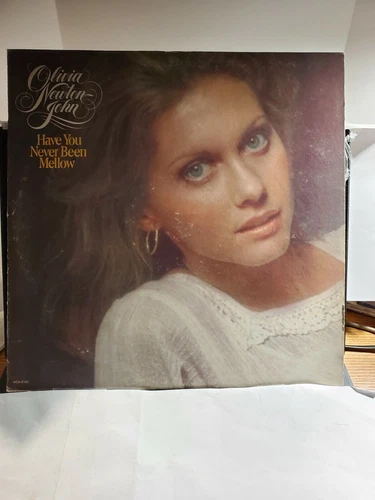 Olivia
Newton-
John
Have You
Never Been
Mellow